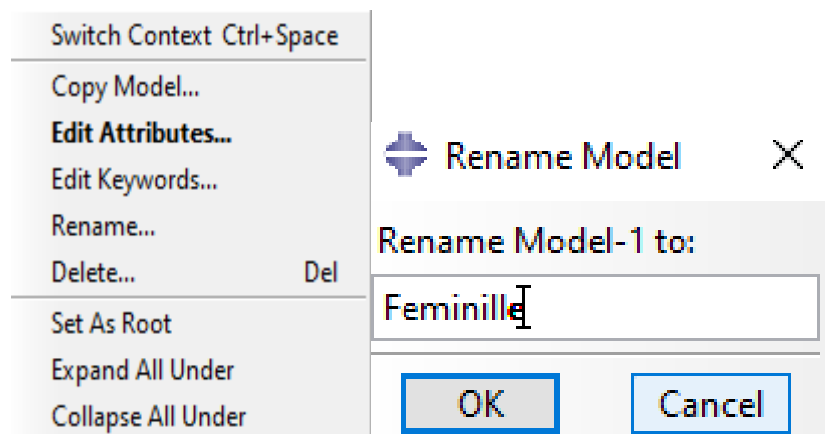 Switch Context Ctrl+Space
Copy Model...
Edit Attributes...
Edit Keywords...
Rename...
Delete... Del
Set As Root
Expand All Under
Collapse All Under
Rename Model
Rename Model-1 to:
Feminille
OK Cancel